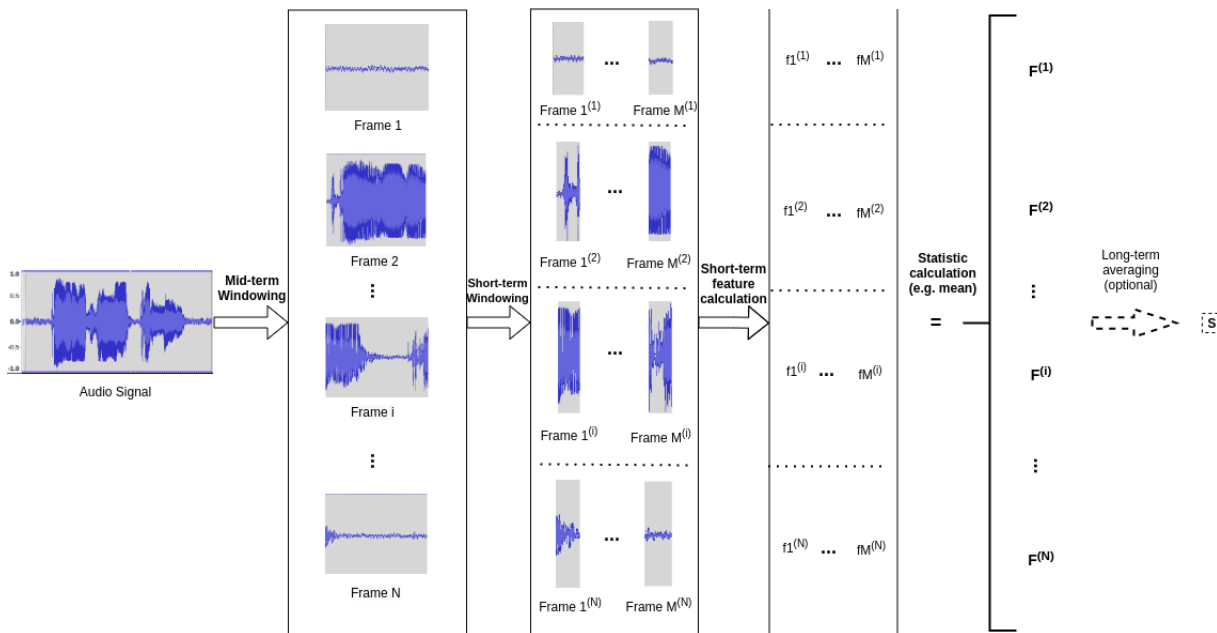 Audio Signal
1.0
0.5
0.0
-0.5
-1.0
Mid-term
Windowing
Frame 1
Frame 2
...
Frame i
...
Frame N
Short-term
Windowing
...
Frame 1(1) Frame M(1)
...
Frame 1(2) Frame M(2)
...
Frame 1(i) Frame M(i)
...
Frame 1(N) Frame M(N)
Short-term
feature
calculation
f1(1) ... fM(1)
f1(2) ... fM(2)
f1(i) ... fM(i)
f1(N) ... fM(N)
Statistic
calculation
(e.g. mean)
=
F(1)
F(2)
...
F(i)
...
F(N)
Long-term
averaging
(optional)
S